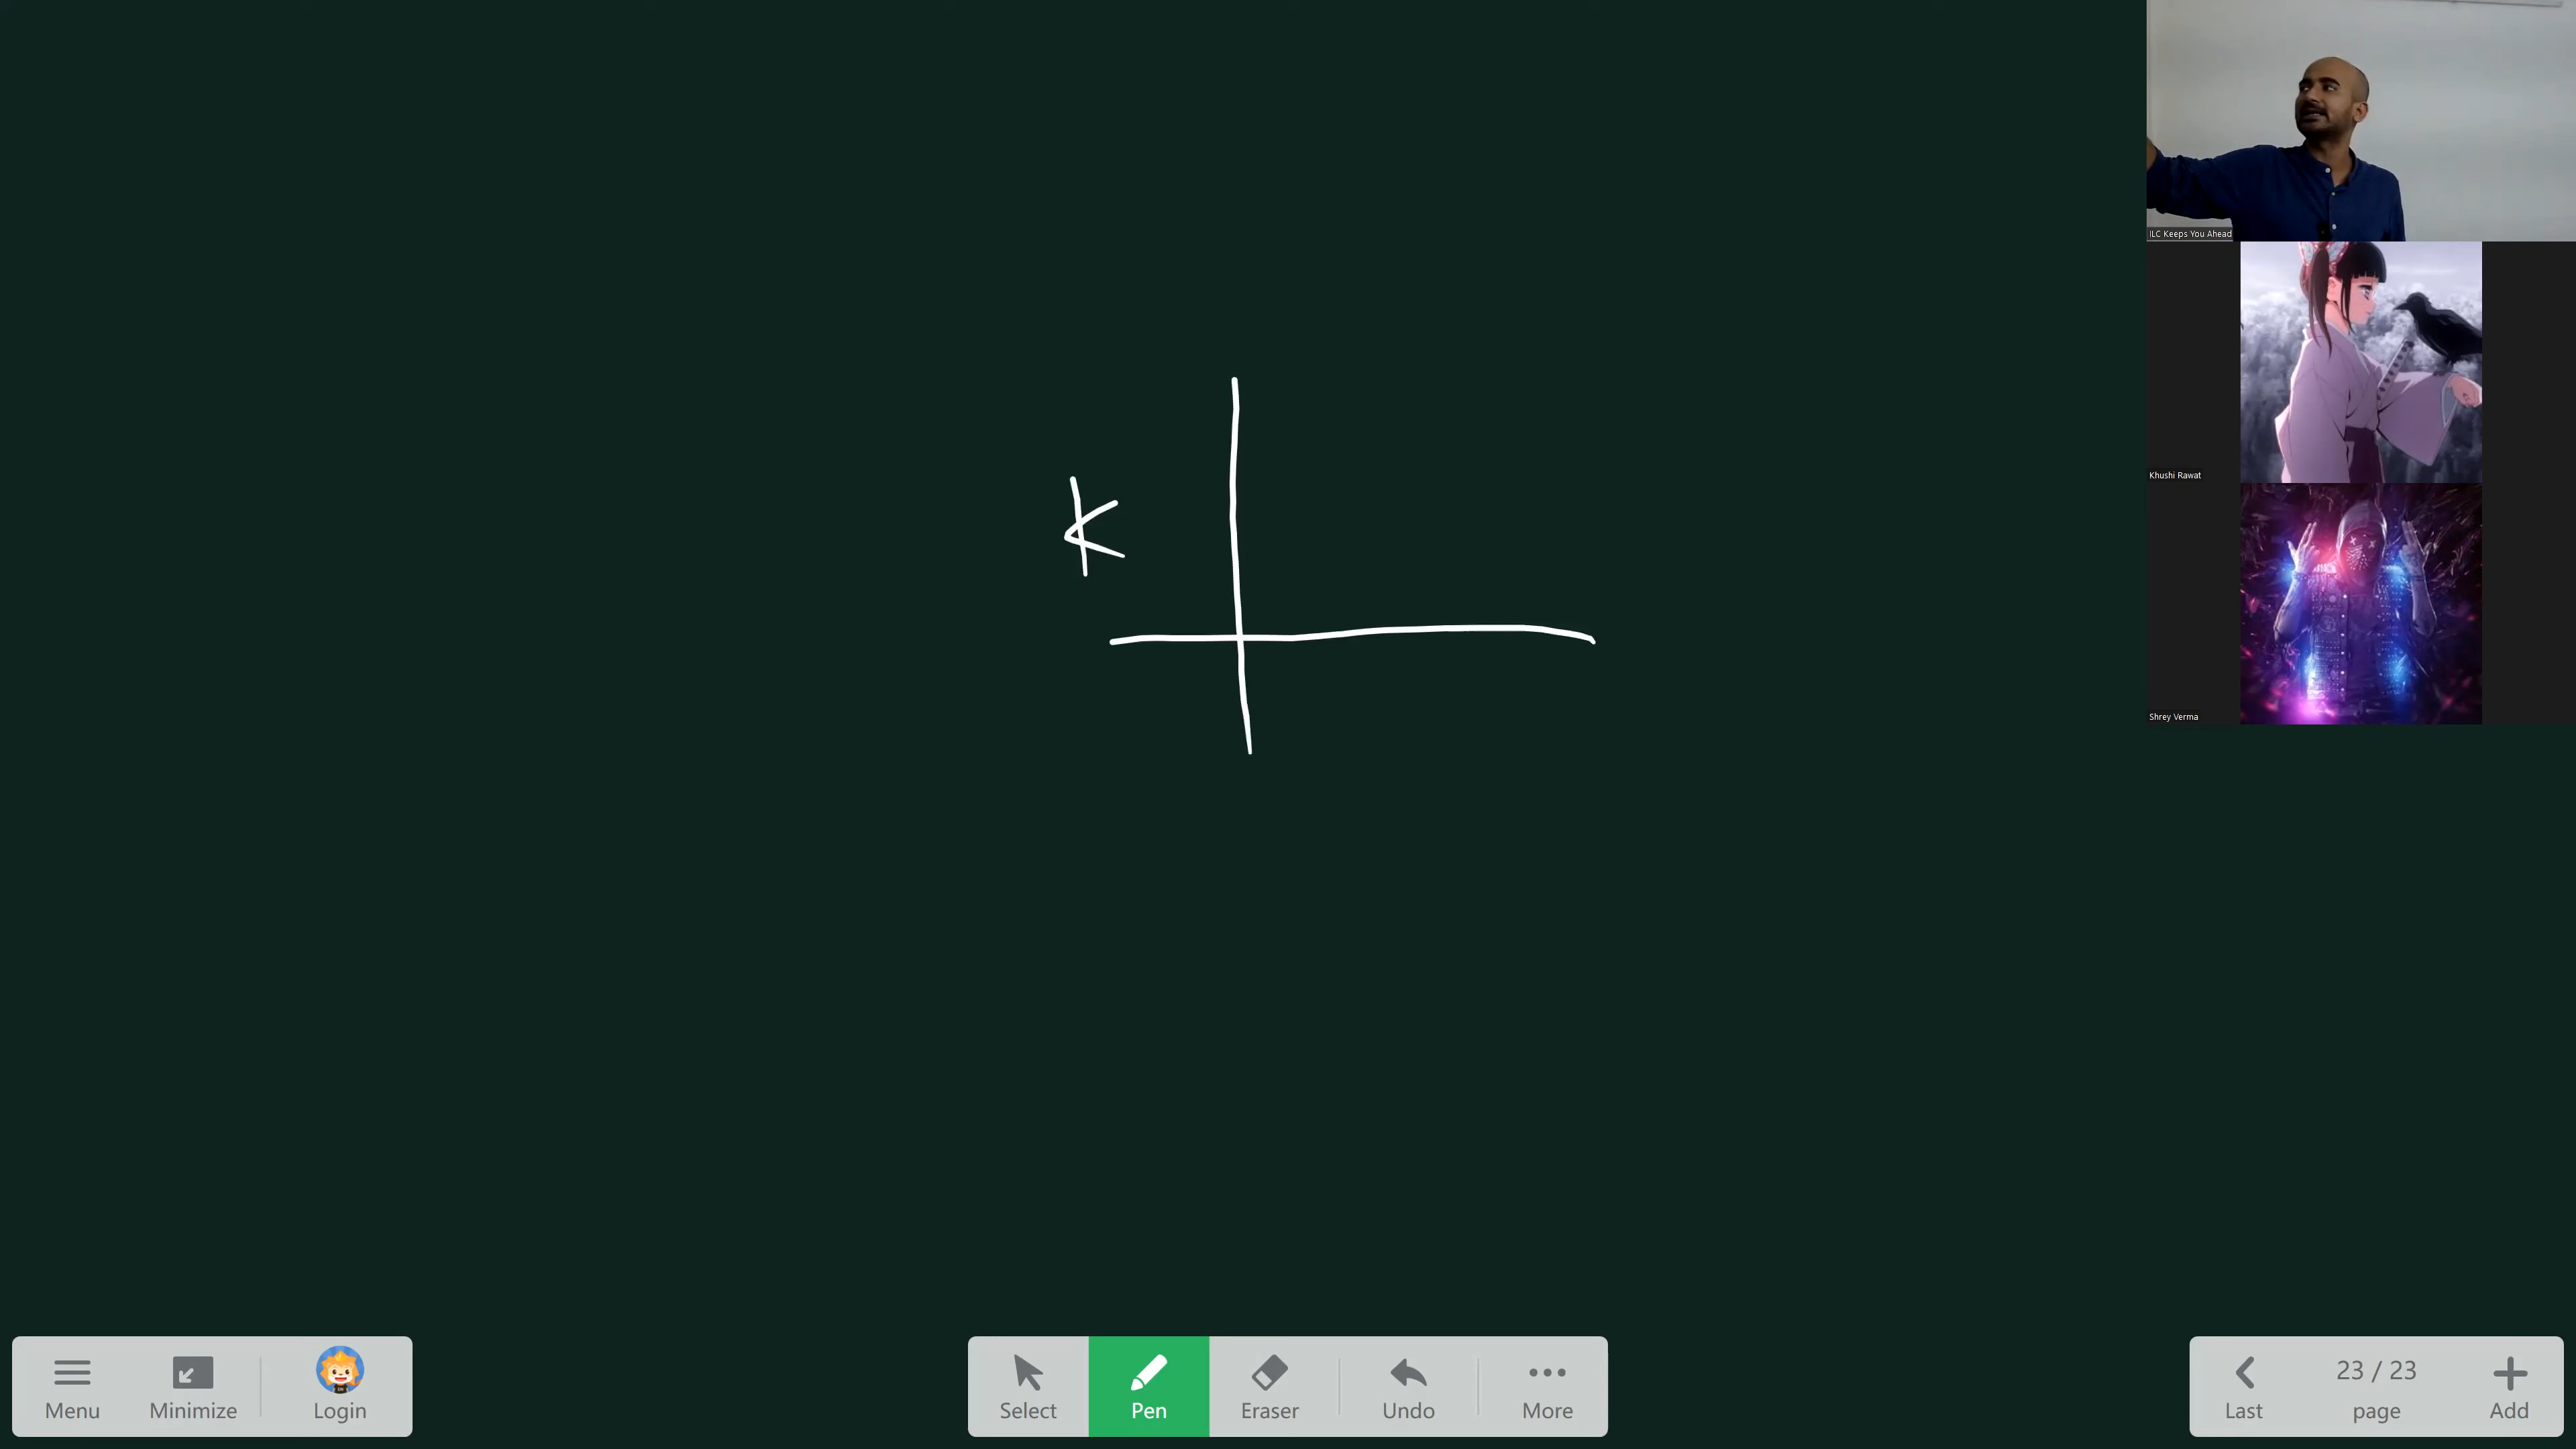 ILC Keeps You Ahead
K
Khushi Rawat
Shrey Verma
Menu
Minimize
Login
Select
Pen
Eraser
Undo
More
Last
23 / 23
page
Add